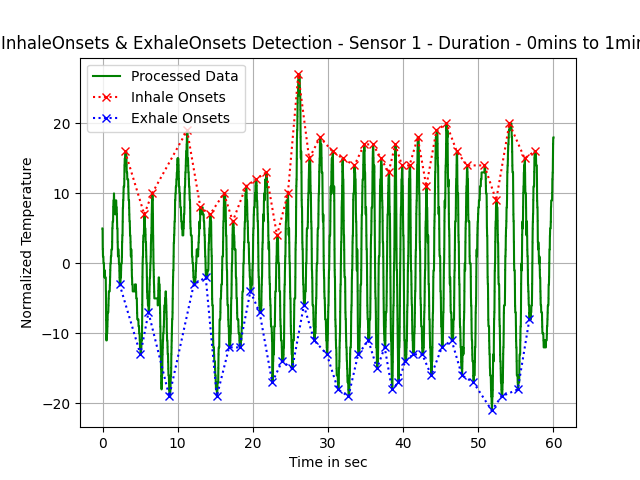 InhaleOnsets & ExhaleOnsets Detection - Sensor 1 - Duration - 0mins to 1min
Processed Data
Inhale Onsets
Exhale Onsets
Normalized Temperature
20
10
0
−10
−20
0 10 20 30 40 50 60
Time in sec